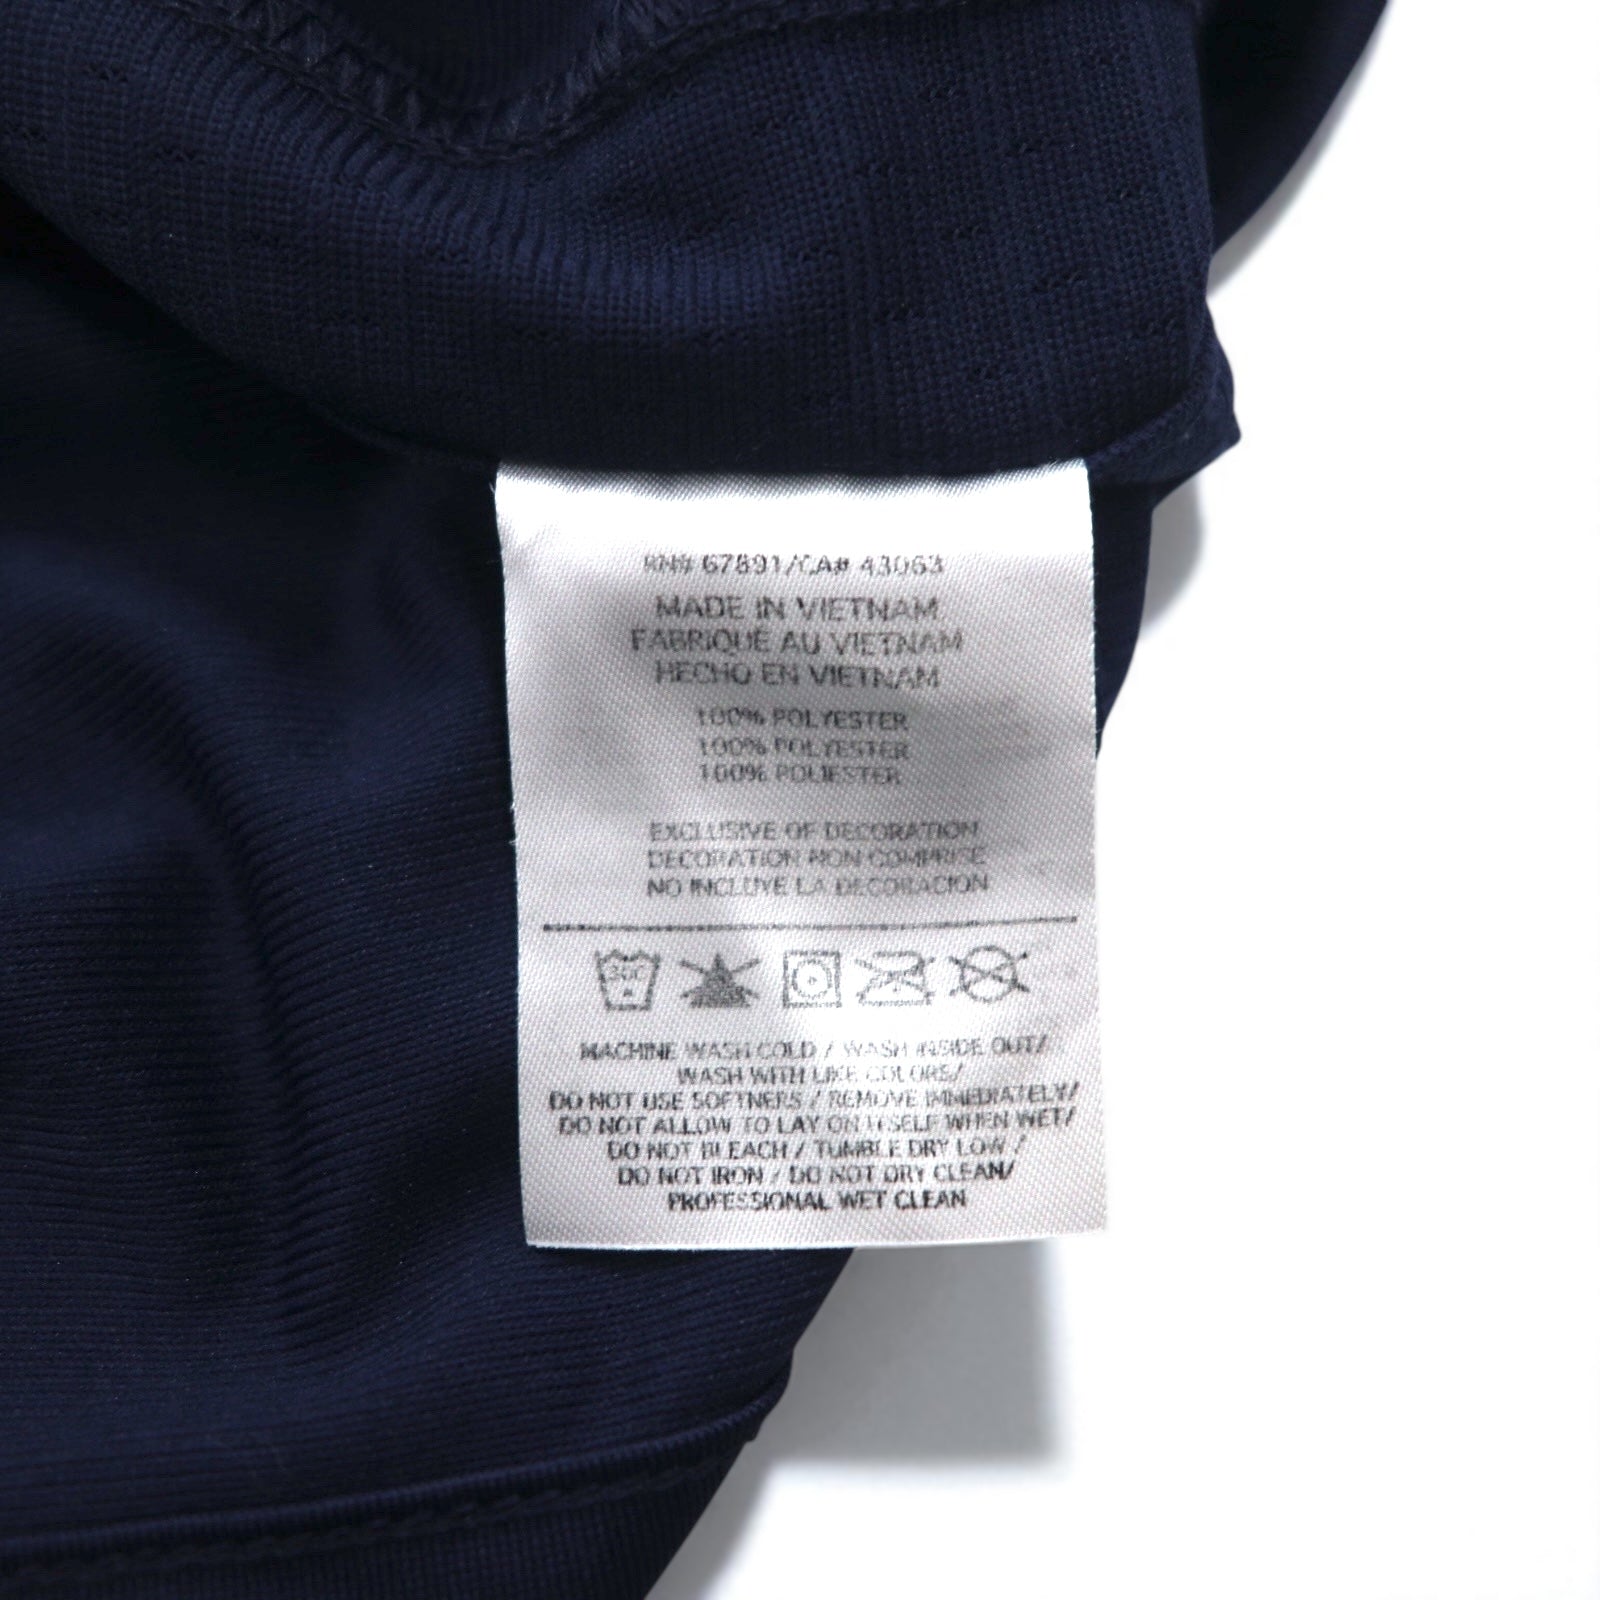 RN# 67891/CA# 43063
MADE IN VIETNAM
FABRIQUÉ AU VIETNAM
HECHO EN VIETNAM
100% POLYESTER
100% POLYESTER
100% POLIESTER
EXCLUSIVE OF DECORATION
DECORATION NON COMPRISE
NO INCLUYE LA DECORACION
30C
MACHINE WASH COLD / WASH INSIDE OUT/
WASH WITH LIKE COLORS/
DO NOT USE SOFTNERS / REMOVE IMMEDIATELY/
DO NOT ALLOW TO LAY ON ITSELF WHEN WET/
DO NOT BLEACH / TUMBLE DRY LOW /
DO NOT IRON / DO NOT DRY CLEAN/
PROFESSIONAL WET CLEAN